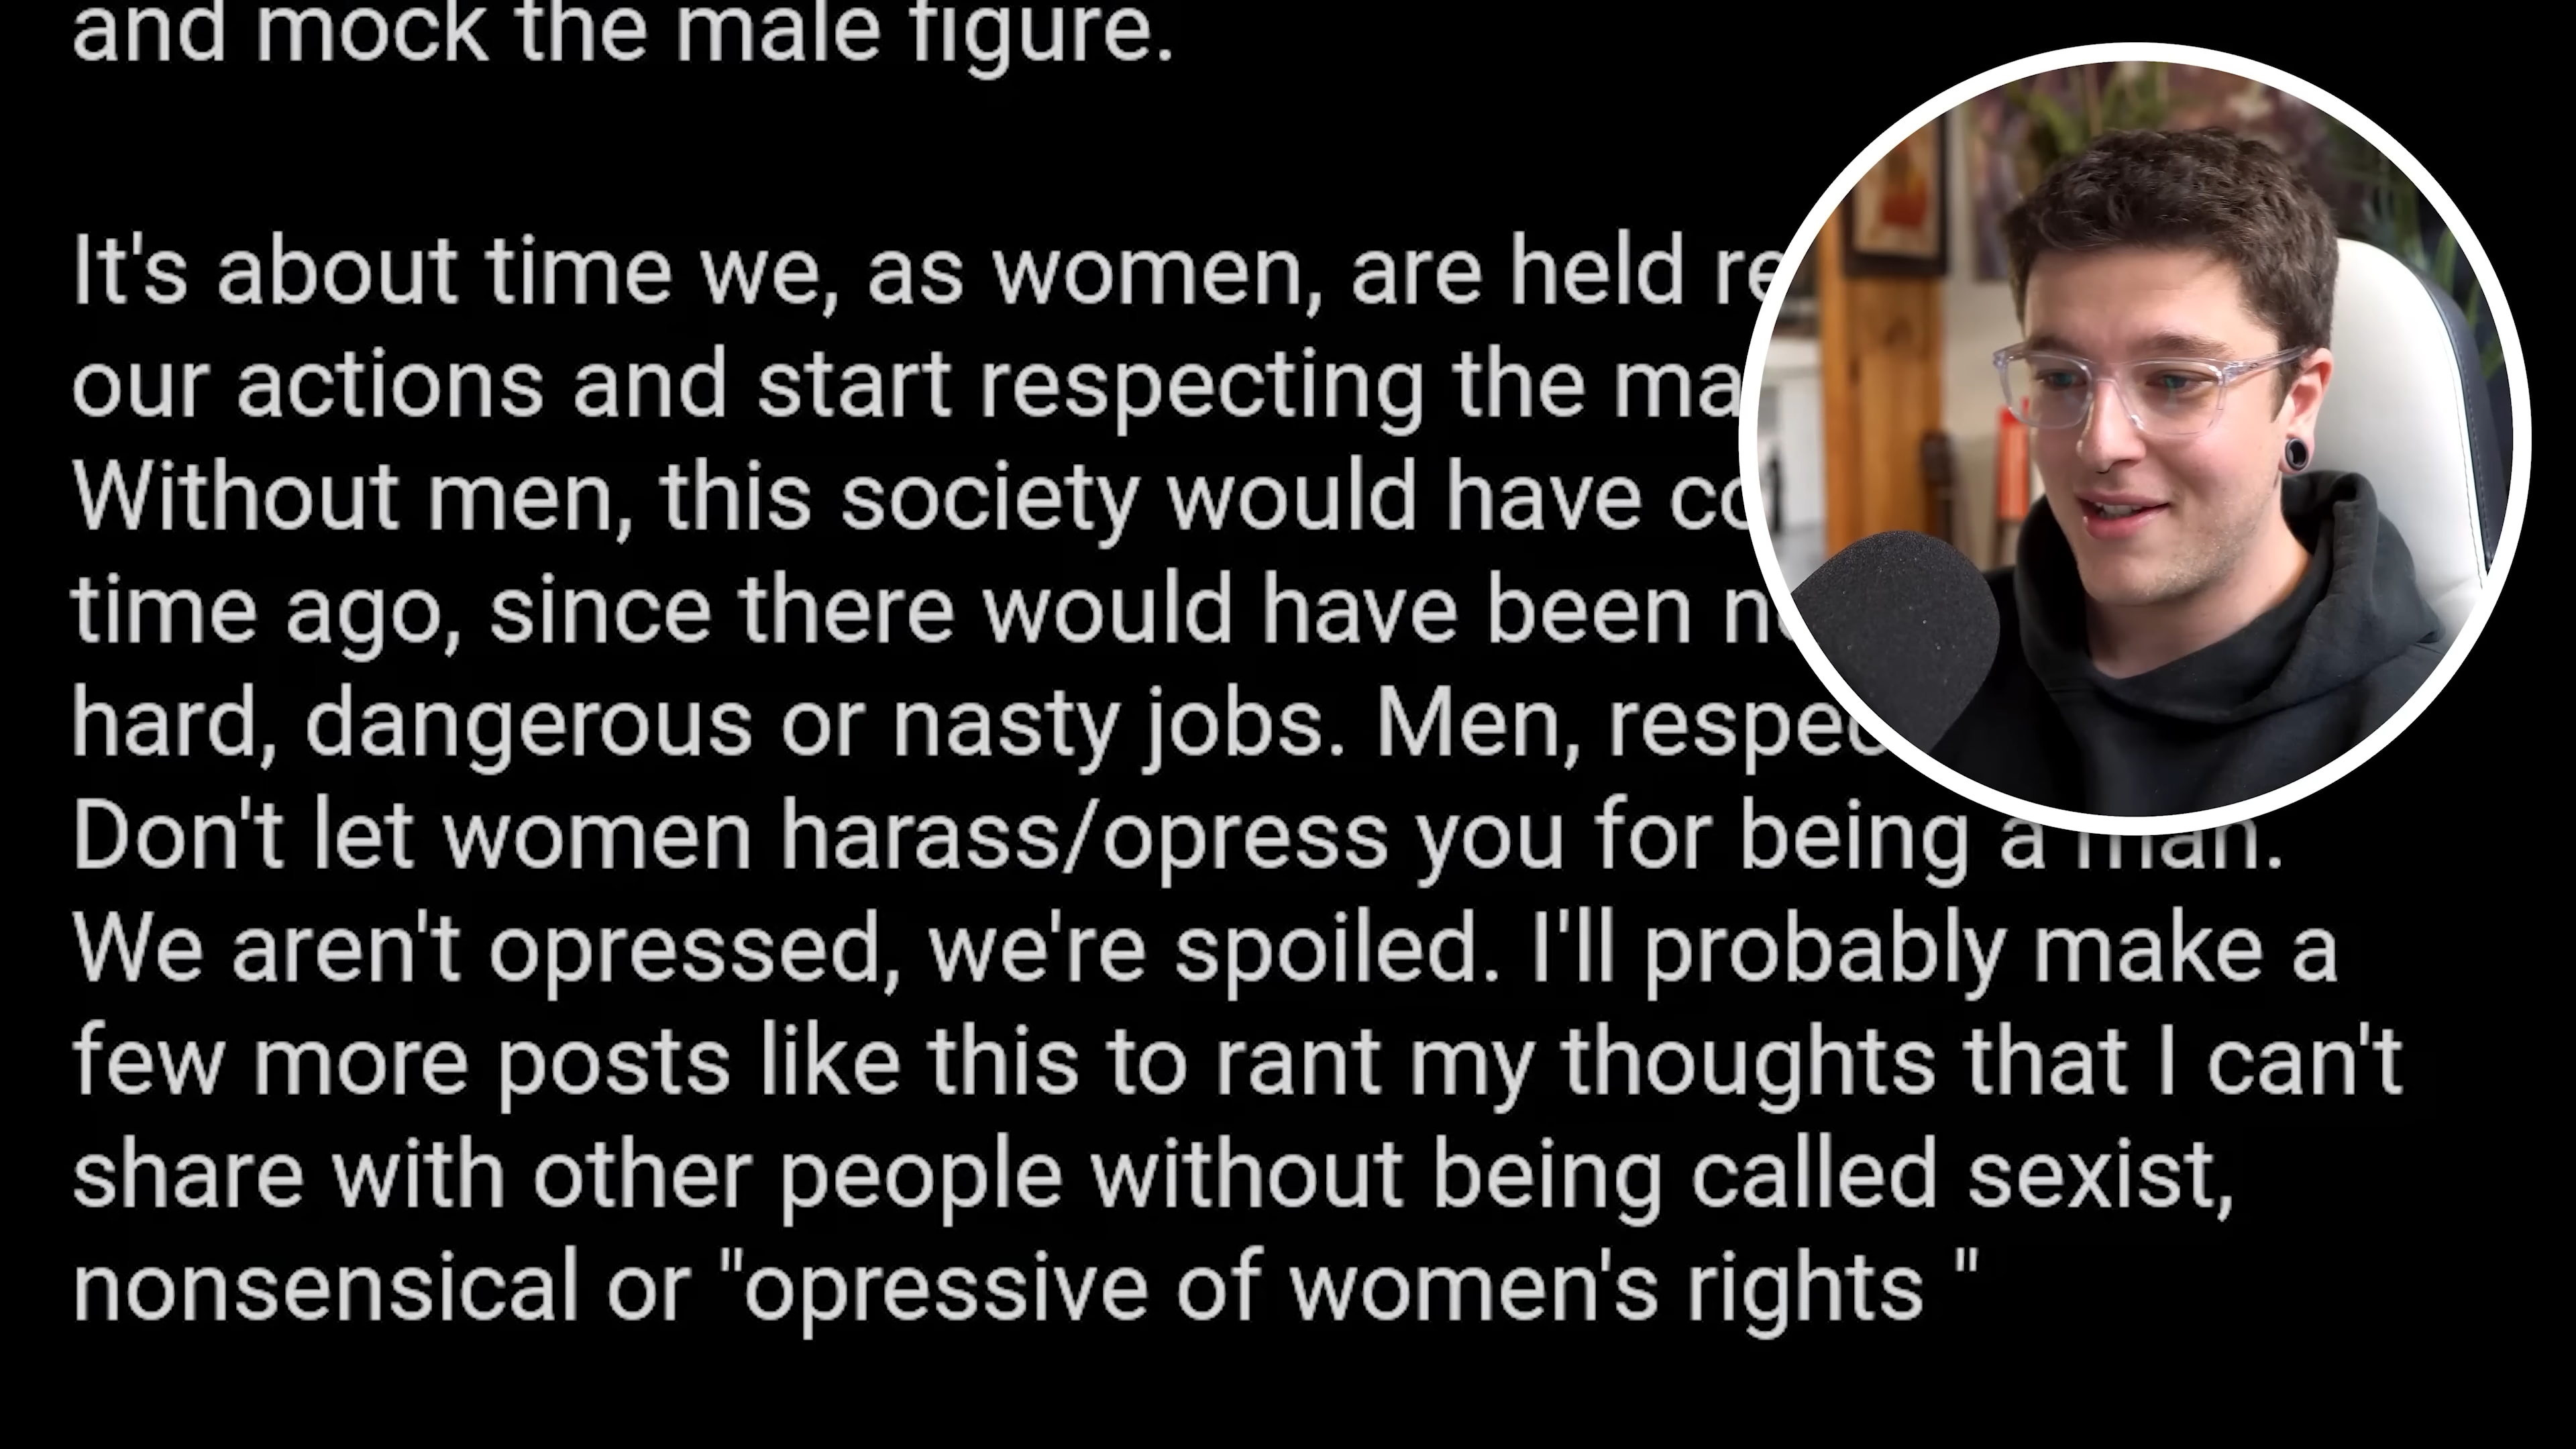 and mock the male figure.
It's about time we, as women, are held
our actions and start respecting the
Without men, this society would have
time ago, since there would have been
hard, dangerous or nasty jobs. Men,
Don't let women harass/opress you for being a man.
We aren't opressed, we're spoiled. I'll probably make a
few more posts like this to rant my thoughts that I can't
share with other people without being called sexist,
nonsensical or "opressive of women's rights "